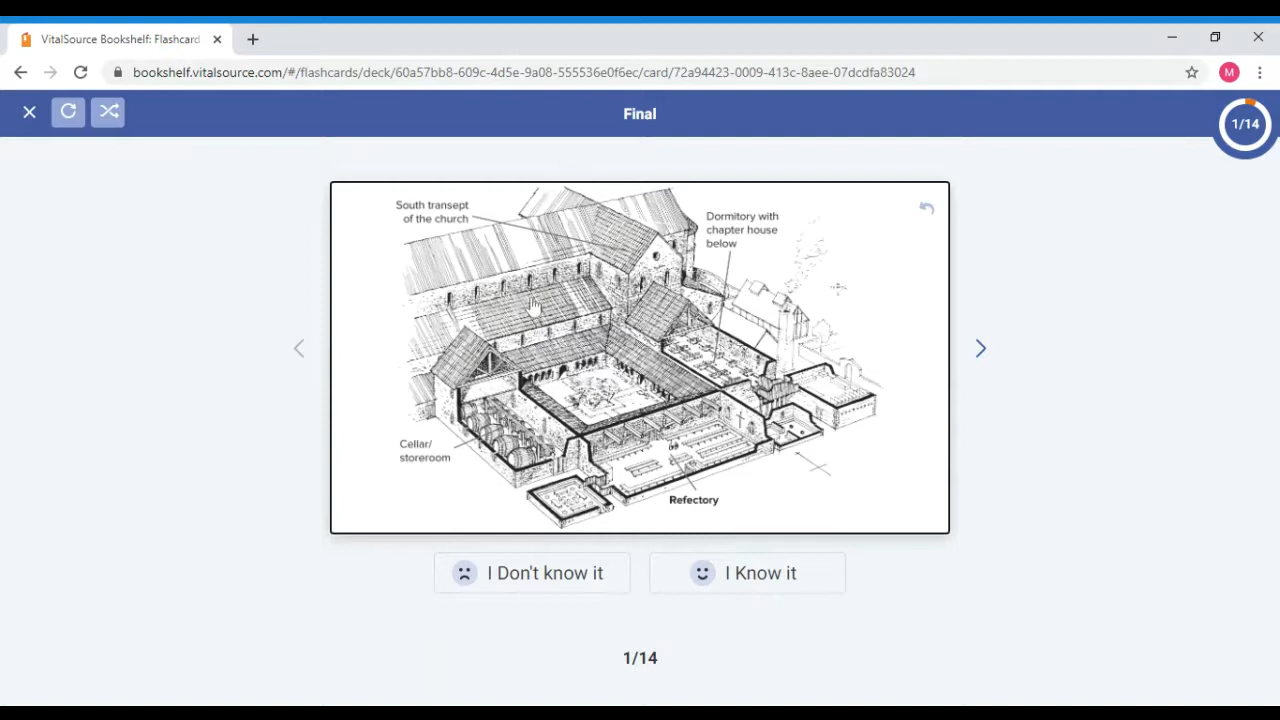 VitalSource Bookshelf: Flashcard
bookshelf.vitalsource.com/#/flashcards/deck/60a57bb8-609c-4d5e-9a08-555536e0f6ec/card/72a94423-0009-413c-8aee-07dcdfa83024
M
Final
1/14
South transept
of the church
Dormitory with
chapter house
below
Cellar/
storeroom
Refectory
I Don't know it
I Know it
1/14